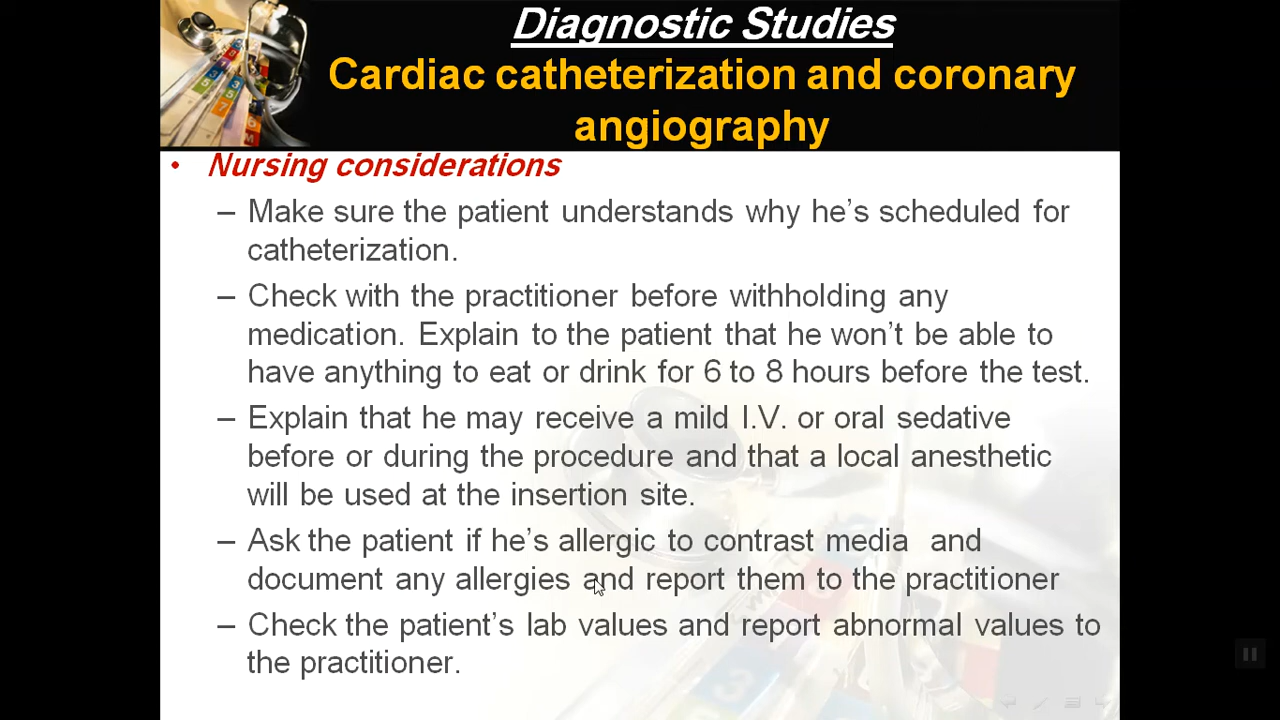 Diagnostic Studies
Cardiac catheterization and coronary
angiography
• Nursing considerations
– Make sure the patient understands why he’s scheduled for
catheterization.
– Check with the practitioner before withholding any
medication. Explain to the patient that he won’t be able to
have anything to eat or drink for 6 to 8 hours before the test.
– Explain that he may receive a mild I.V. or oral sedative
before or during the procedure and that a local anesthetic
will be used at the insertion site.
– Ask the patient if he’s allergic to contrast media and
document any allergies and report them to the practitioner
– Check the patient’s lab values and report abnormal values to
the practitioner.